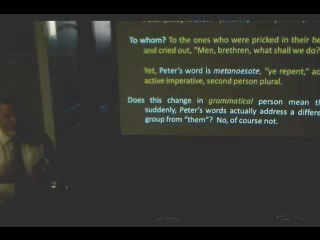 To whom? To the ones who were pricked in their he
and cried out, "Men, brethren, what shall we do?
Yet, Peter's word is metanoesate, "ye repent," ac
active imperative, second person plural.
Does this change in grammatical person mean th
suddenly, Peter's words actually address a differe
group from "them"? No, of course not.